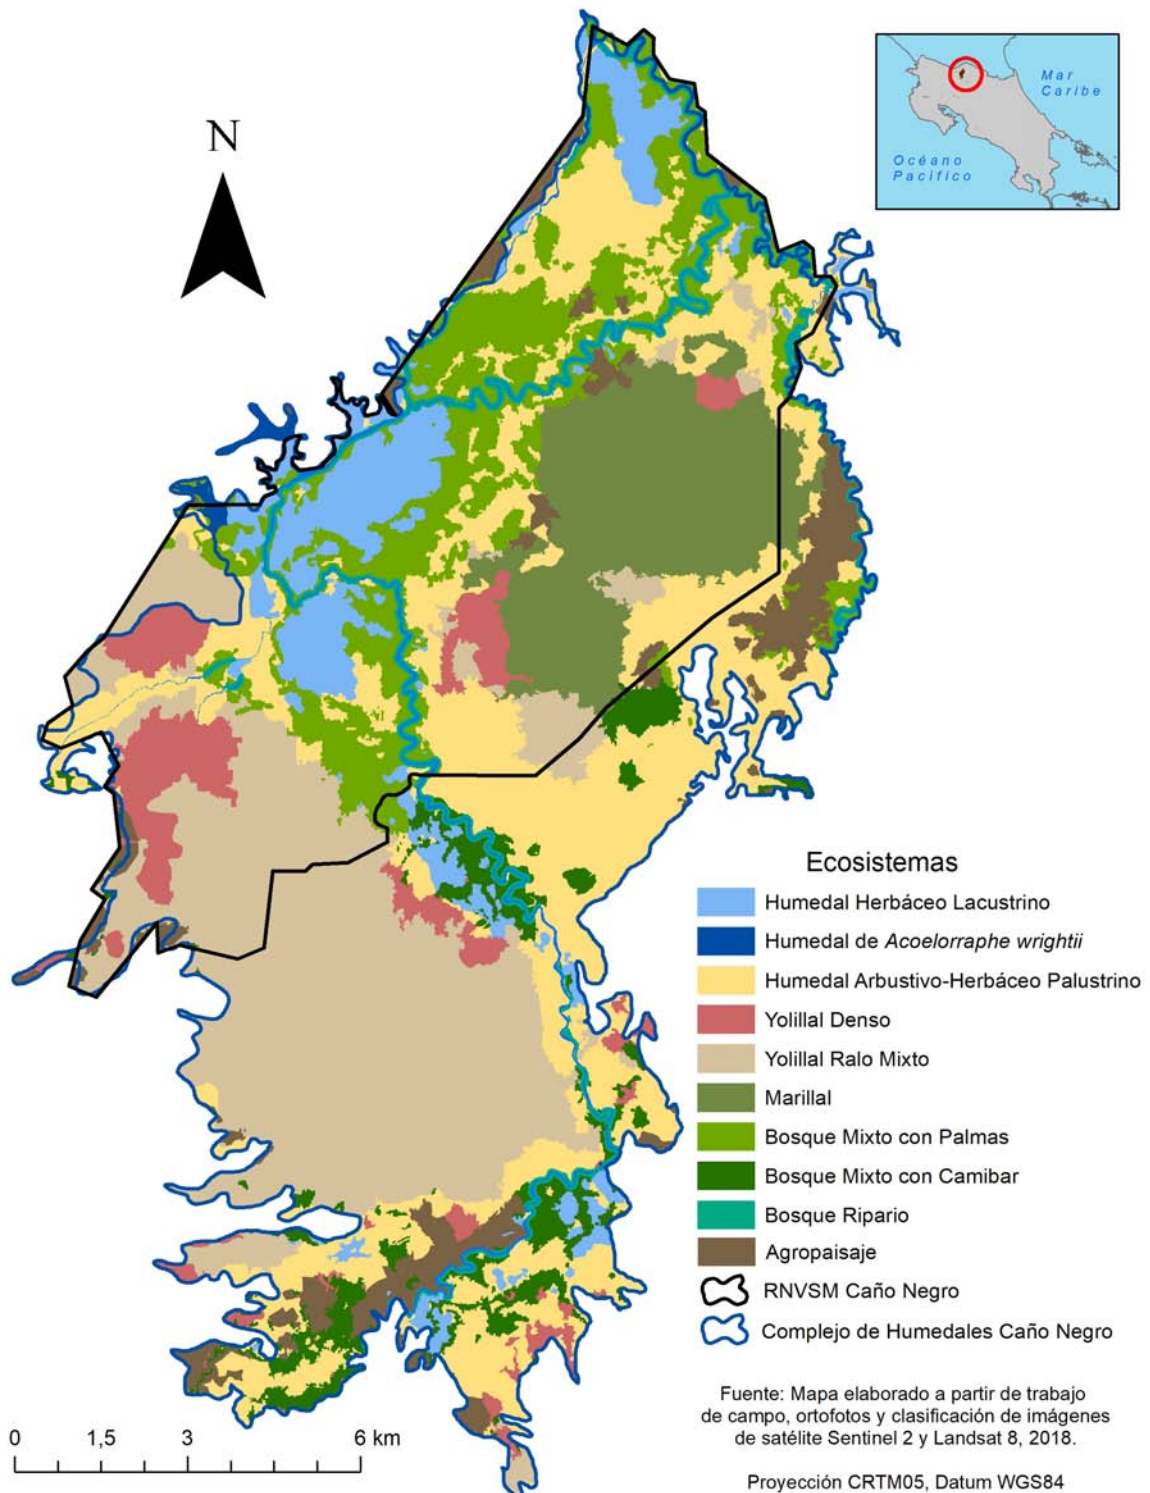 N
Mar
Caribe
Océano
Pacífico
Ecosistemas
Humedal Herbáceo Lacustrino
Humedal de Acoelorraphe wrightii
Humedal Arbustivo-Herbáceo Palustrino
Yolillal Denso
Yolillal Ralo Mixto
Marillal
Bosque Mixto con Palmas
Bosque Mixto con Camibar
Bosque Ripario
Agropaisaje
RNVSM Caño Negro
Complejo de Humedales Caño Negro
Fuente: Mapa elaborado a partir de trabajo
de campo, ortofotos y clasificación de imágenes
de satélite Sentinel 2 y Landsat 8, 2018.
Proyección CRTM05, Datum WGS84
0 1,5 3 6 km